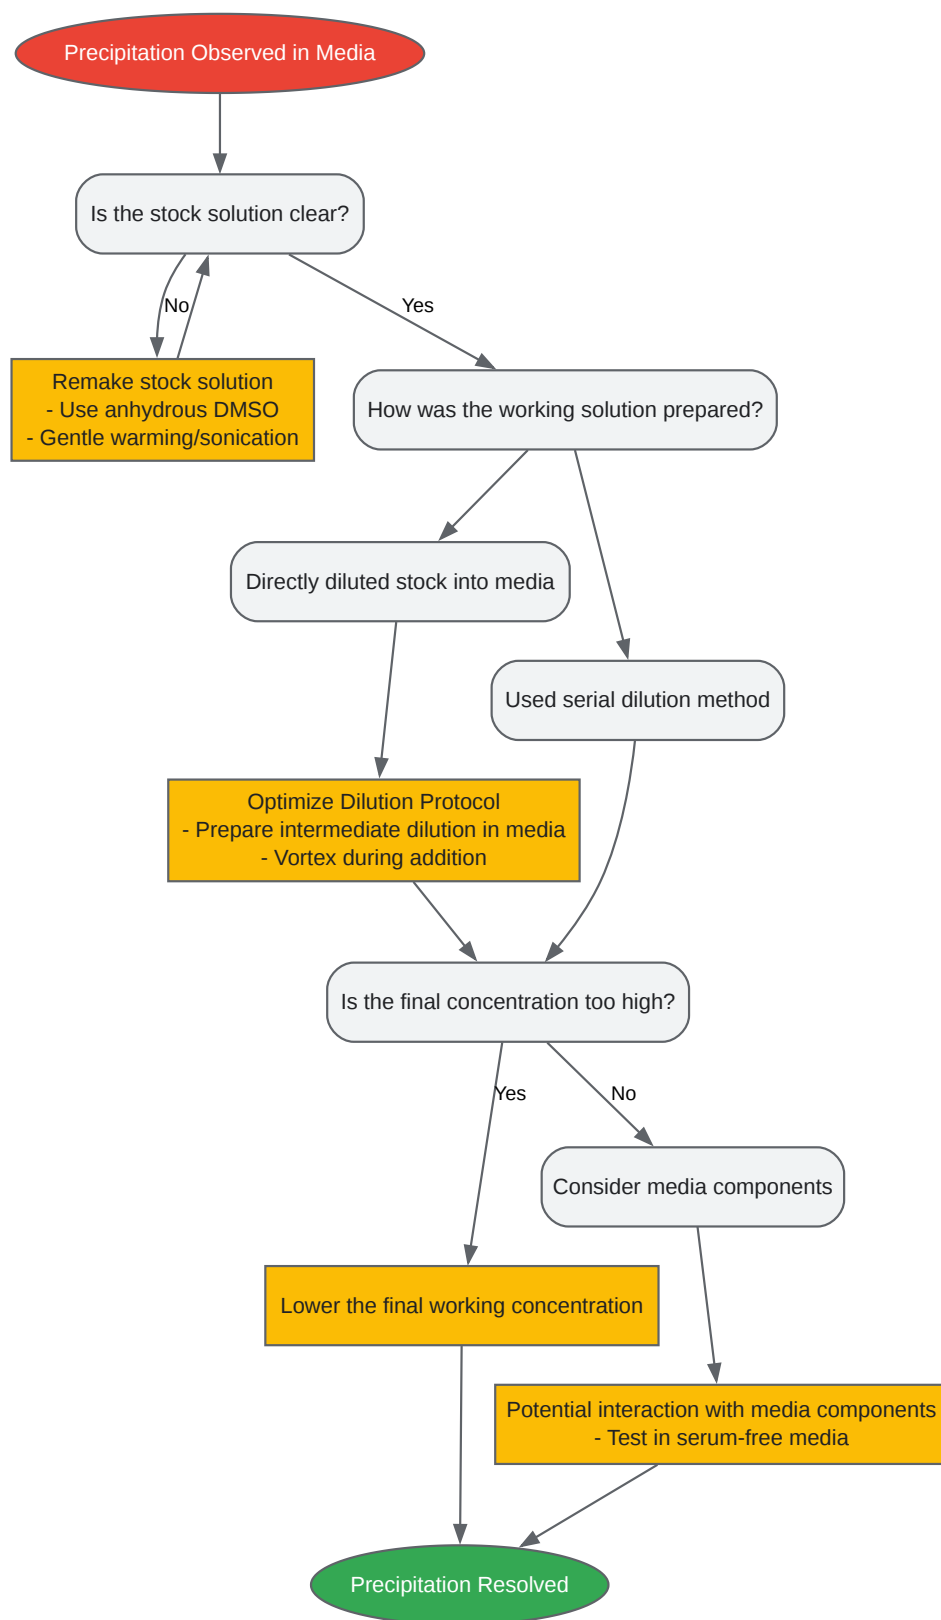 Precipitation Observed in Media
Is the stock solution clear?
No
Yes
Remake stock solution
- Use anhydrous DMSO
- Gentle warming/sonication
How was the working solution prepared?
Directly diluted stock into media
Used serial dilution method
Optimize Dilution Protocol
- Prepare intermediate dilution in media
- Vortex during addition
Is the final concentration too high?
Yes
No
Consider media components
Lower the final working concentration
Potential interaction with media components
- Test in serum-free media
Precipitation Resolved